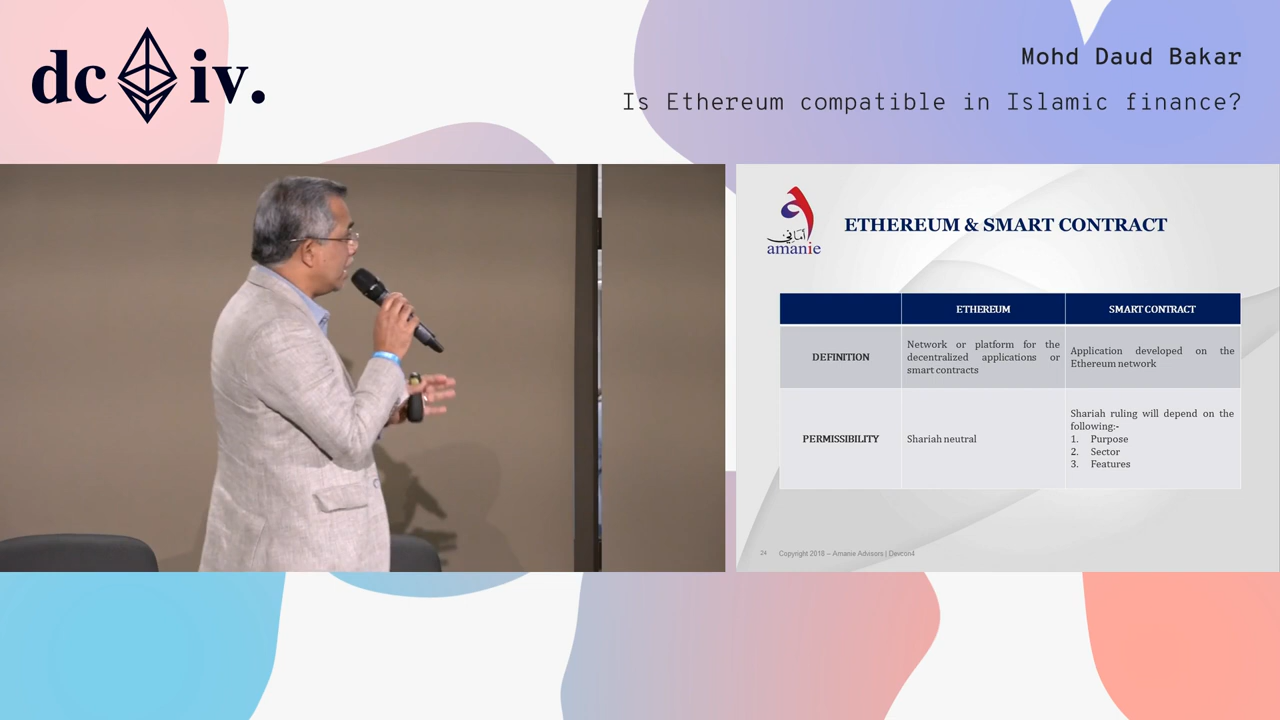 dc iv.
Mohd Daud Bakar
Is Ethereum compatible in Islamic finance?
أماني
amanie
ETHEREUM & SMART CONTRACT
ETHEREUM
SMART CONTRACT
DEFINITION
Network or platform for the
decentralized applications or
smart contracts
Application developed on the
Ethereum network
PERMISSIBILITY
Shariah neutral
Shariah ruling will depend on the
following:-
1. Purpose
2. Sector
3. Features
24 Copyright 2018 – Amanie Advisors | Devcon4